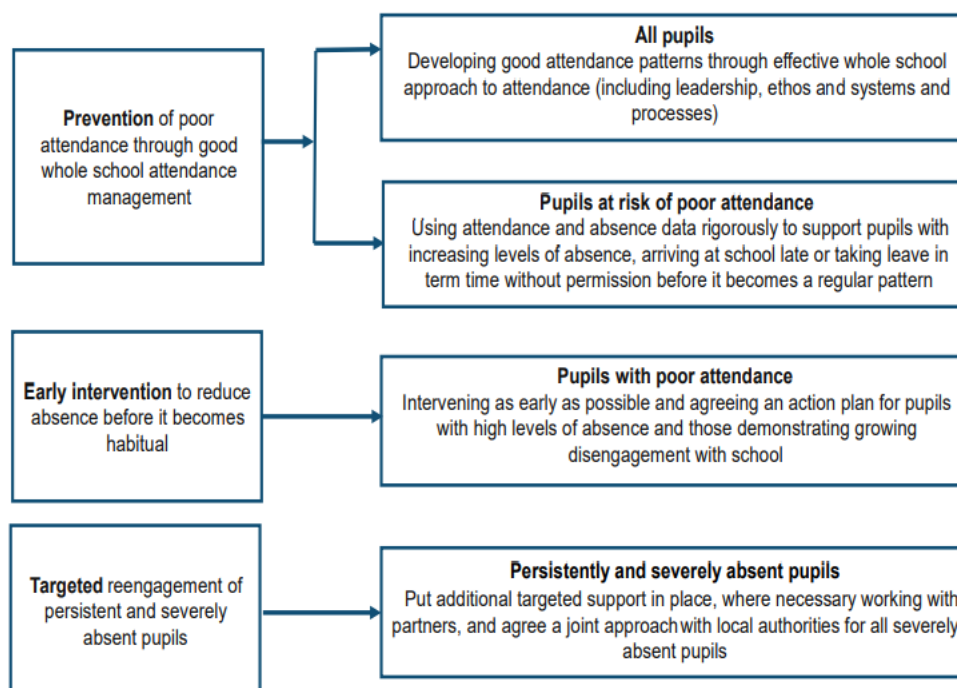 Prevention of poor
attendance through good
whole school attendance
management
All pupils
Developing good attendance patterns through effective whole school
approach to attendance (including leadership, ethos and systems and
processes)
Pupils at risk of poor attendance
Using attendance and absence data rigorously to support pupils with
increasing levels of absence, arriving at school late or taking leave in
term time without permission before it becomes a regular pattern
Early intervention to reduce
absence before it becomes
habitual
Pupils with poor attendance
Intervening as early as possible and agreeing an action plan for pupils
with high levels of absence and those demonstrating growing
disengagement with school
Targeted reengagement of
persistent and severely
absent pupils
Persistently and severely absent pupils
Put additional targeted support in place, where necessary working with
partners, and agree a joint approach with local authorities for all severely
absent pupils